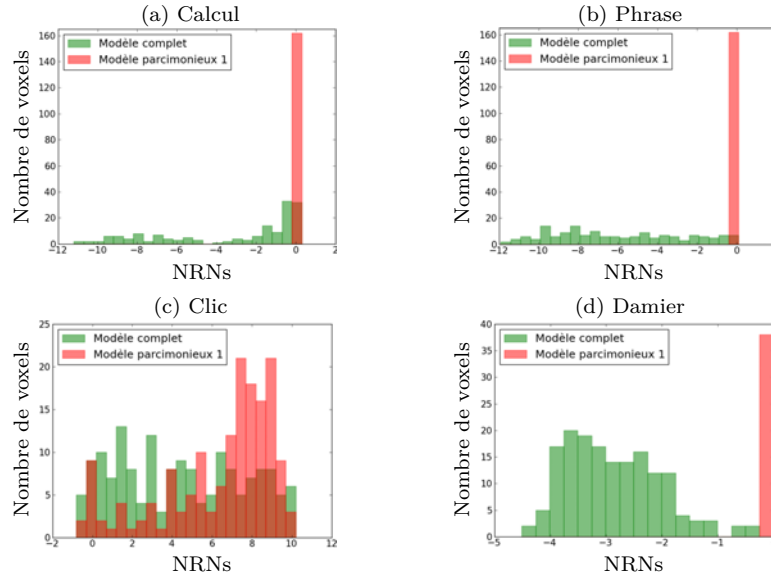 (a) Calcul
Modèle complet
Modèle parcimonieux 1
Nombre de voxels
160
140
120
100
80
60
40
20
0
−12 −10 −8 −6 −4 −2 0 2
NRNs
(b) Phrase
Modèle complet
Modèle parcimonieux 1
Nombre de voxels
160
140
120
100
80
60
40
20
0
−12 −10 −8 −6 −4 −2 0 2
NRNs
(c) Clic
Modèle complet
Modèle parcimonieux 1
Nombre de voxels
25
20
15
10
5
0
0 2 4 6 8 10 12
NRNs
(d) Damier
Modèle complet
Modèle parcimonieux 1
Nombre de voxels
40
35
30
25
20
15
10
5
0
−5 −4 −3 −2 −1
NRNs